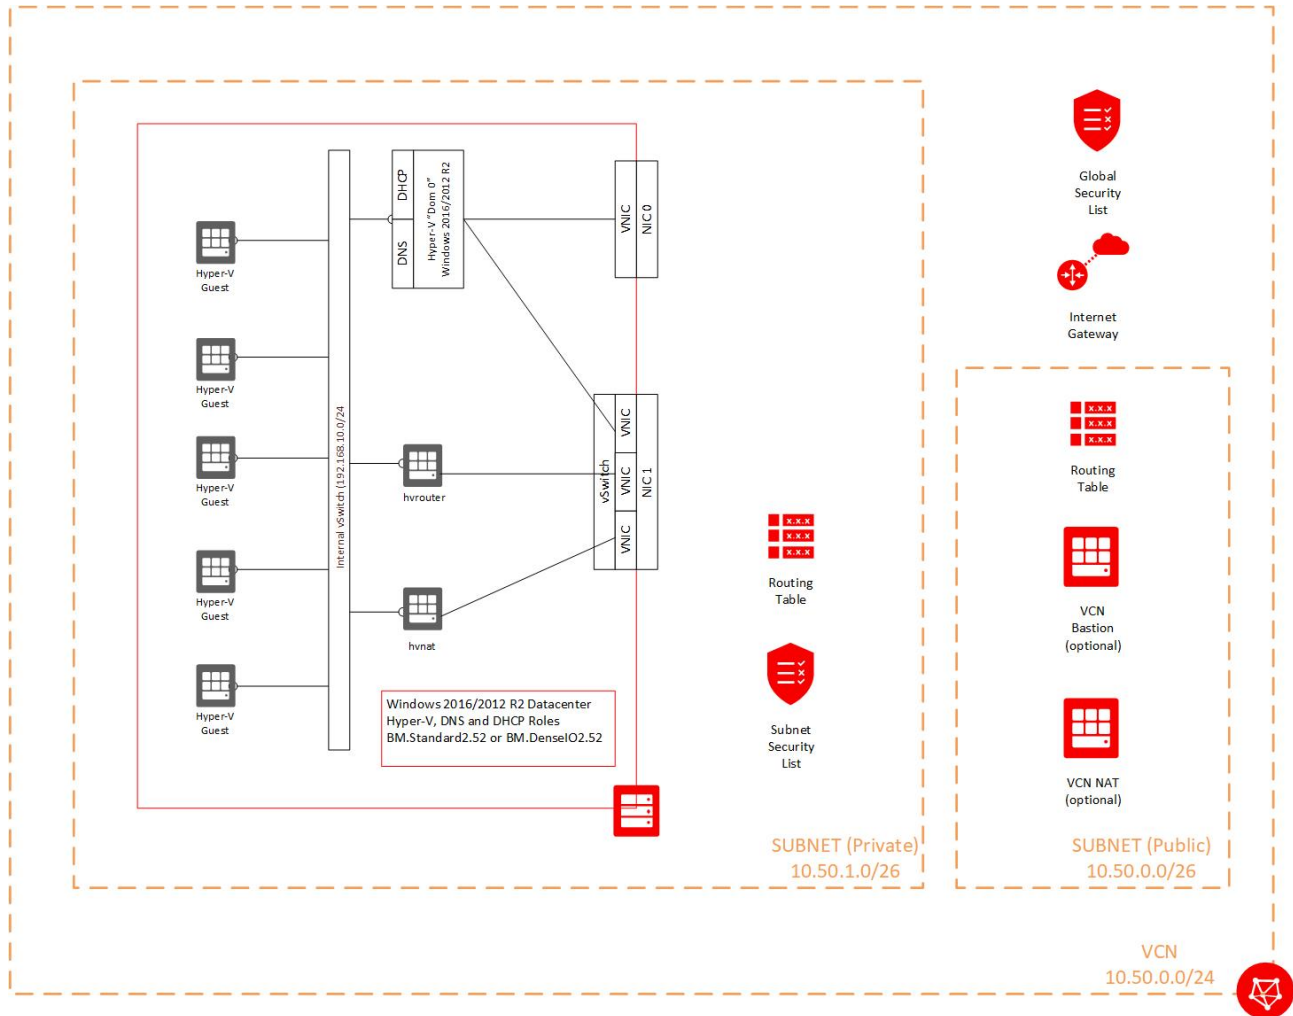 Hyper-V
Guest
Hyper-V
Guest
Hyper-V
Guest
Hyper-V
Guest
Hyper-V
Guest
Internal vSwitch (192.168.10.0/24
DHCP
DNS
Hyper-V "Dom 0"
Windows 2016/2012 R2
VNIC
NIC 0
vSwitch
VNIC
VNIC
VNIC
NIC 1
hvrouter
hvnat
Windows 2016/2012 R2 Datacenter
Hyper-V, DNS and DHCP Roles
BM.Standard2.52 or BM.DenseIO2.52
x.x.x
x.x.x
x.x.x
Routing
Table
Subnet
Security
List
SUBNET (Private)
10.50.1.0/26
Global
Security
List
Internet
Gateway
x.x.x
x.x.x
x.x.x
Routing
Table
VCN
Bastion
(optional)
VCN NAT
(optional)
SUBNET (Public)
10.50.0.0/26
VCN
10.50.0.0/24